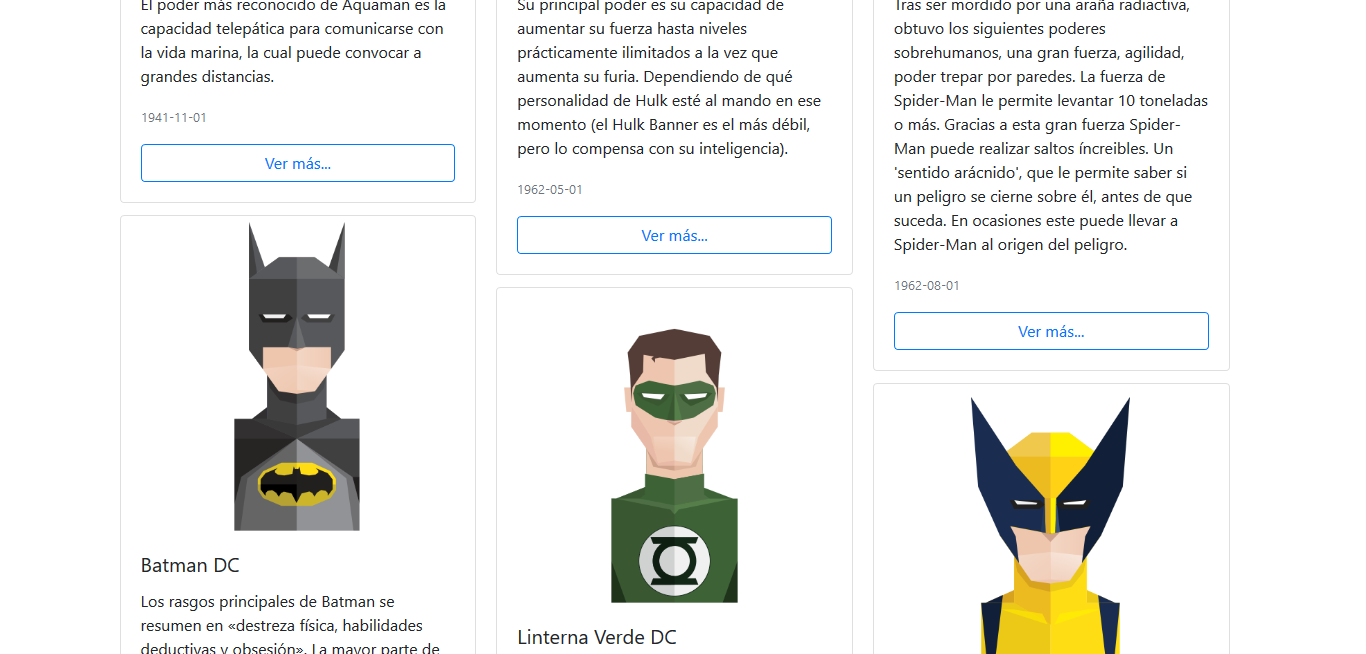 El poder más reconocido de Aquaman es la
capacidad telepática para comunicarse con
la vida marina, la cual puede convocar a
grandes distancias.
1941-11-01
Ver más...
Batman DC
Los rasgos principales de Batman se
resumen en «destreza física, habilidades
deductivas y obsesión». La mayor parte de
Su principal poder es su capacidad de
aumentar su fuerza hasta niveles
prácticamente ilimitados a la vez que
aumenta su furia. Dependiendo de qué
personalidad de Hulk esté al mando en ese
momento (el Hulk Banner es el más débil,
pero lo compensa con su inteligencia).
1962-05-01
Ver más...
Linterna Verde DC
Tras ser mordido por una araña radiactiva,
obtuvo los siguientes poderes
sobrehumanos, una gran fuerza, agilidad,
poder trepar por paredes. La fuerza de
Spider-Man le permite levantar 10 toneladas
o más. Gracias a esta gran fuerza Spider-
Man puede realizar saltos íncreibles. Un
'sentido arácnido', que le permite saber si
un peligro se cierne sobre él, antes de que
suceda. En ocasiones este puede llevar a
Spider-Man al origen del peligro.
1962-08-01
Ver más...